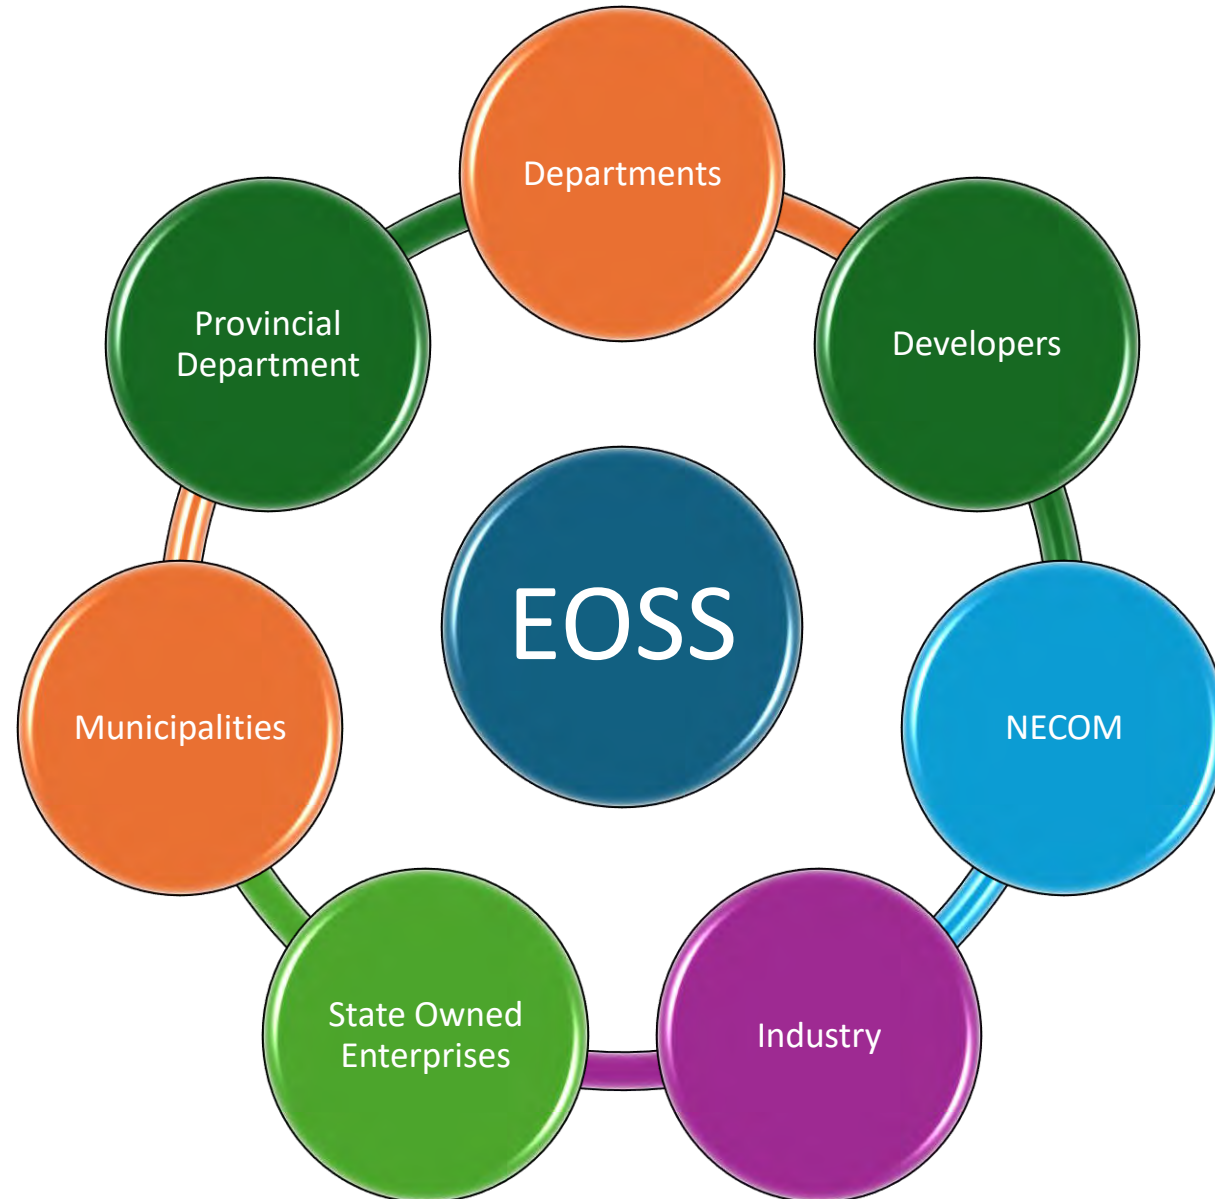 Departments
Developers
NECOM
Industry
State Owned
Enterprises
Municipalities
Provincial
Department
EOSS